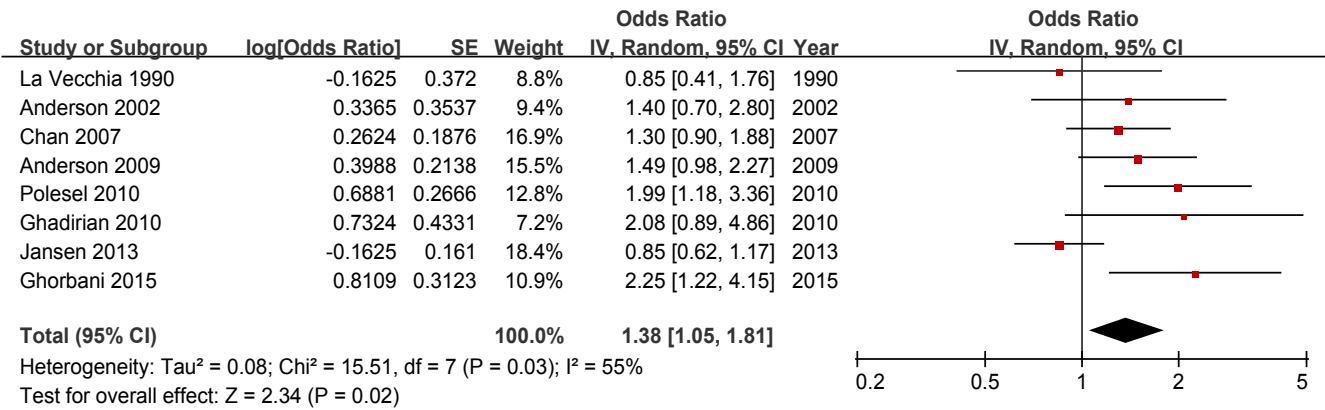 Odds Ratio Odds Ratio
Study or Subgroup log[Odds Ratio] SE Weight IV, Random, 95% CI Year IV, Random, 95% CI
La Vecchia 1990 -0.1625 0.372 8.8% 0.85 [0.41, 1.76] 1990
Anderson 2002 0.3365 0.3537 9.4% 1.40 [0.70, 2.80] 2002
Chan 2007 0.2624 0.1876 16.9% 1.30 [0.90, 1.88] 2007
Anderson 2009 0.3988 0.2138 15.5% 1.49 [0.98, 2.27] 2009
Polesel 2010 0.6881 0.2666 12.8% 1.99 [1.18, 3.36] 2010
Ghadirian 2010 0.7324 0.4331 7.2% 2.08 [0.89, 4.86] 2010
Jansen 2013 -0.1625 0.161 18.4% 0.85 [0.62, 1.17] 2013
Ghorbani 2015 0.8109 0.3123 10.9% 2.25 [1.22, 4.15] 2015
Total (95% CI) 100.0% 1.38 [1.05, 1.81]
Heterogeneity: Tau² = 0.08; Chi² = 15.51, df = 7 (P = 0.03); I² = 55%
Test for overall effect: Z = 2.34 (P = 0.02)
0.2 0.5 1 2 5